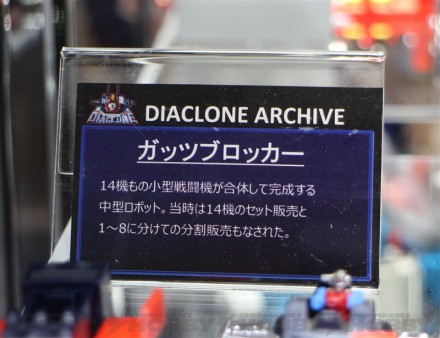 DIACLONE
DIACLONE ARCHIVE
ガッツブロッカー
14機もの小型戦闘機が合体して完成する
中型ロボット。当時は14機のセット販売と
1～8に分けての分割販売もなされた。